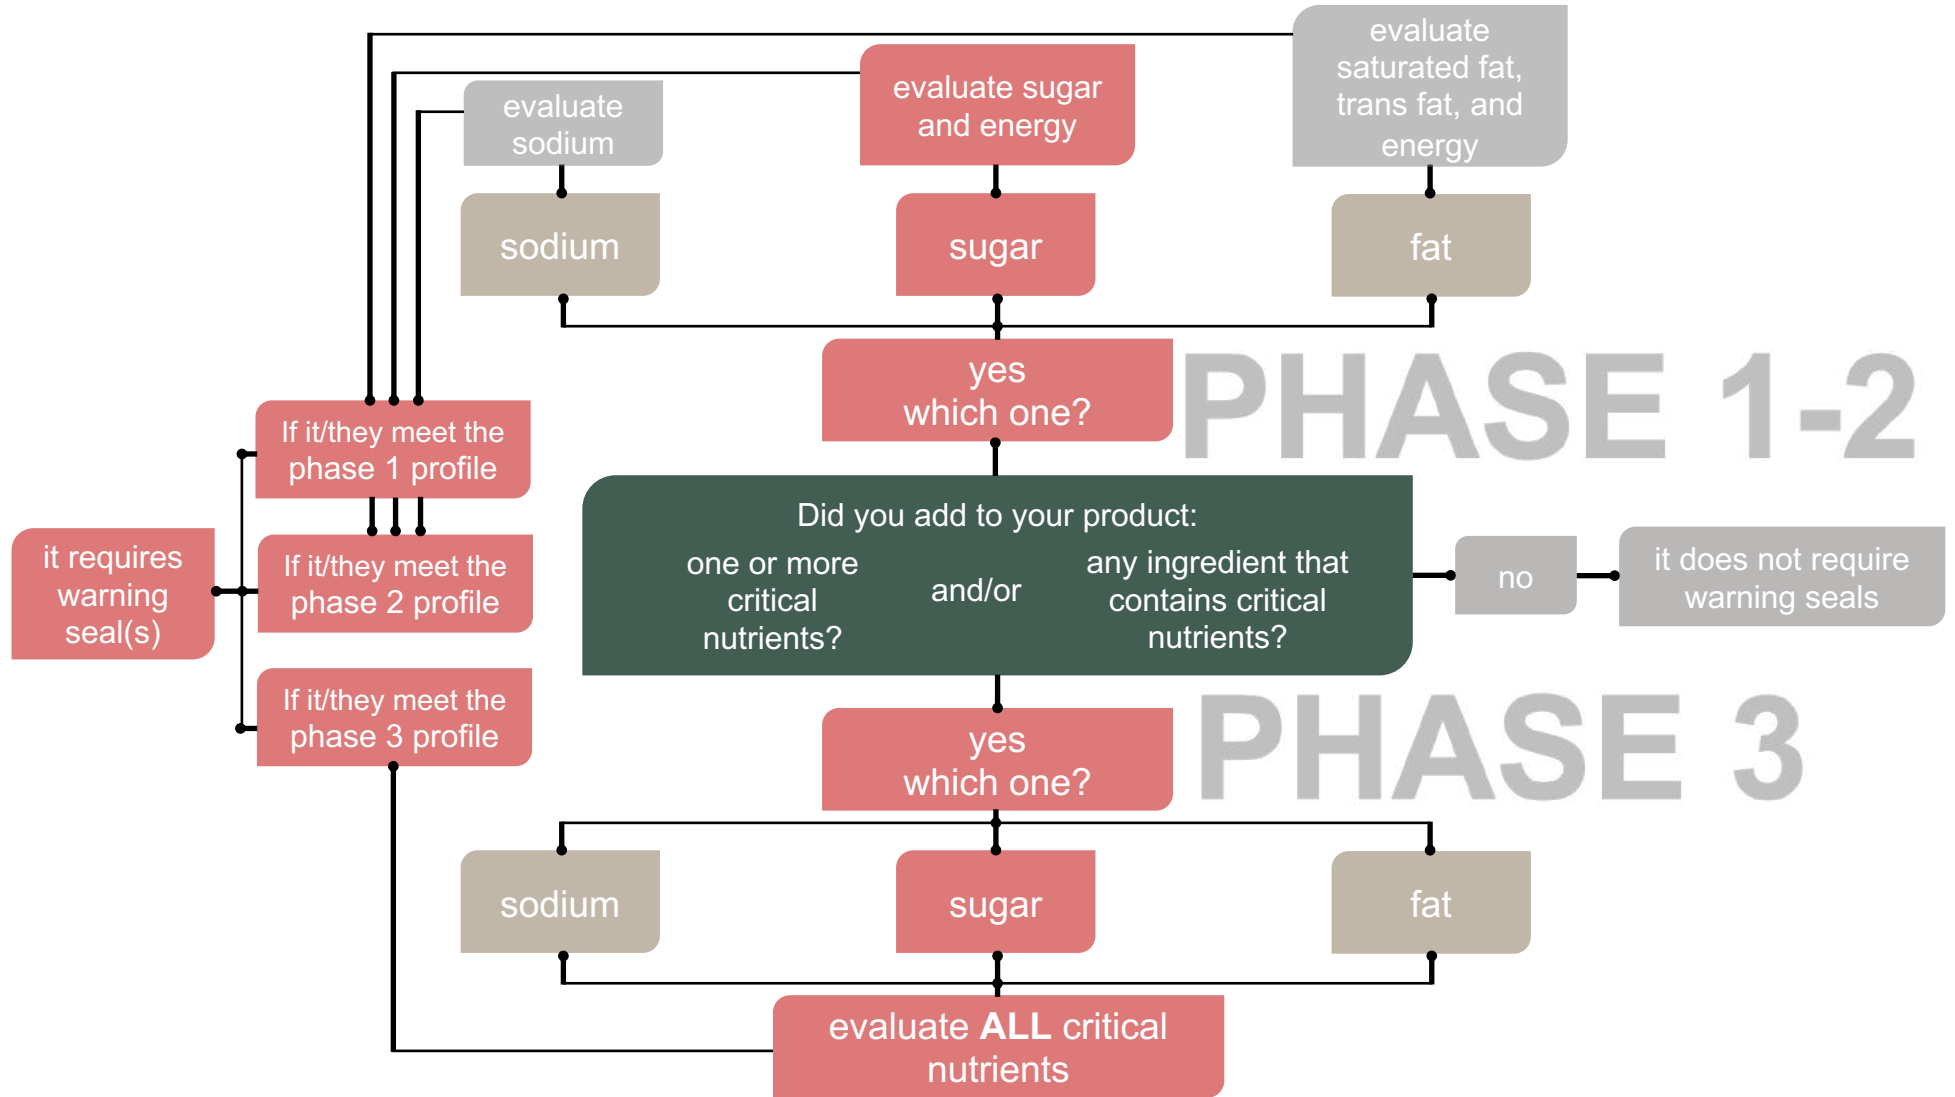 evaluate
saturated fat,
trans fat, and
energy
evaluate sugar
and energy
evaluate
sodium
sodium
sugar
fat
yes
which one?
PHASE 1-2
If it/they meet the
phase 1 profile
Did you add to your product:
one or more
critical
nutrients?
and/or
any ingredient that
contains critical
nutrients?
no
it does not require
warning seals
it requires
warning
seal(s)
If it/they meet the
phase 2 profile
If it/they meet the
phase 3 profile
yes
which one?
PHASE 3
sodium
sugar
fat
evaluate ALL critical
nutrients